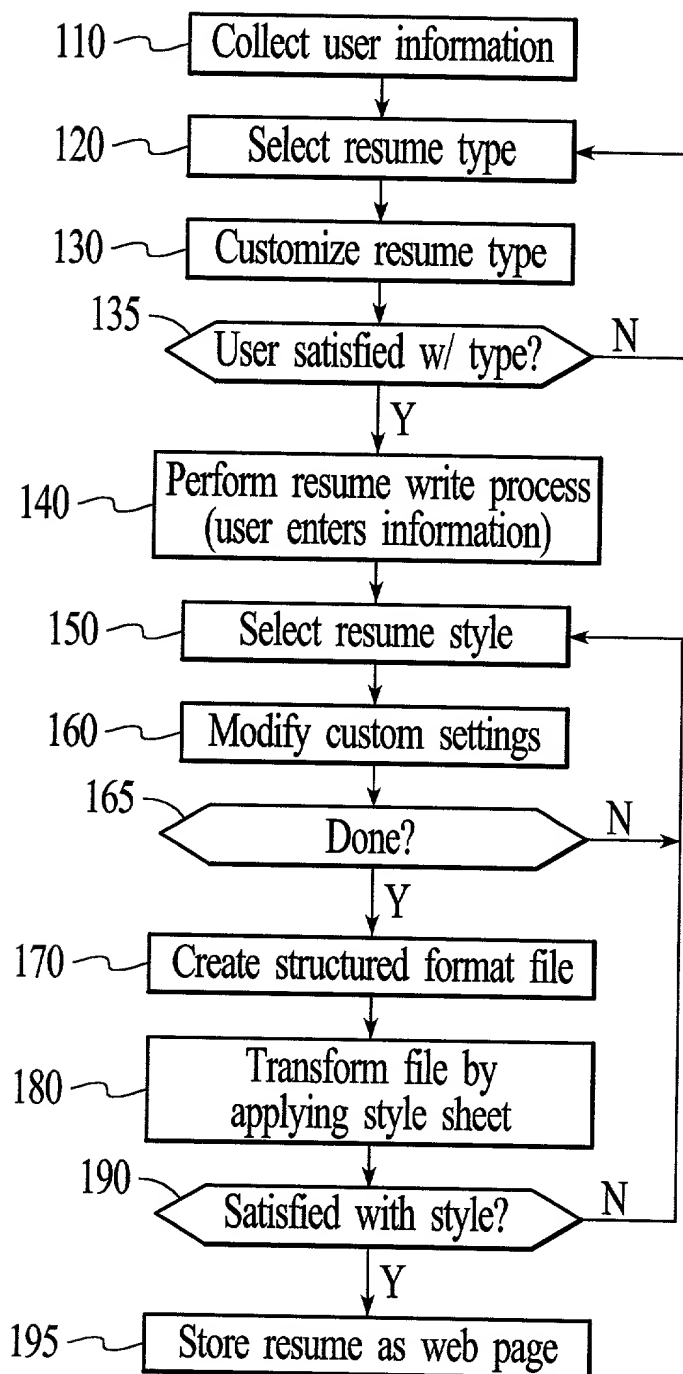 110 Collect user information
120 Select resume type
130 Customize resume type
135
User satisfied w/ type? N
Y
140 Perform resume write process
(user enters information)
150 Select resume style
160 Modify custom settings
165
Done? N
Y
170 Create structured format file
180 Transform file by
applying style sheet
190
Satisfied with style? N
Y
195 Store resume as web page